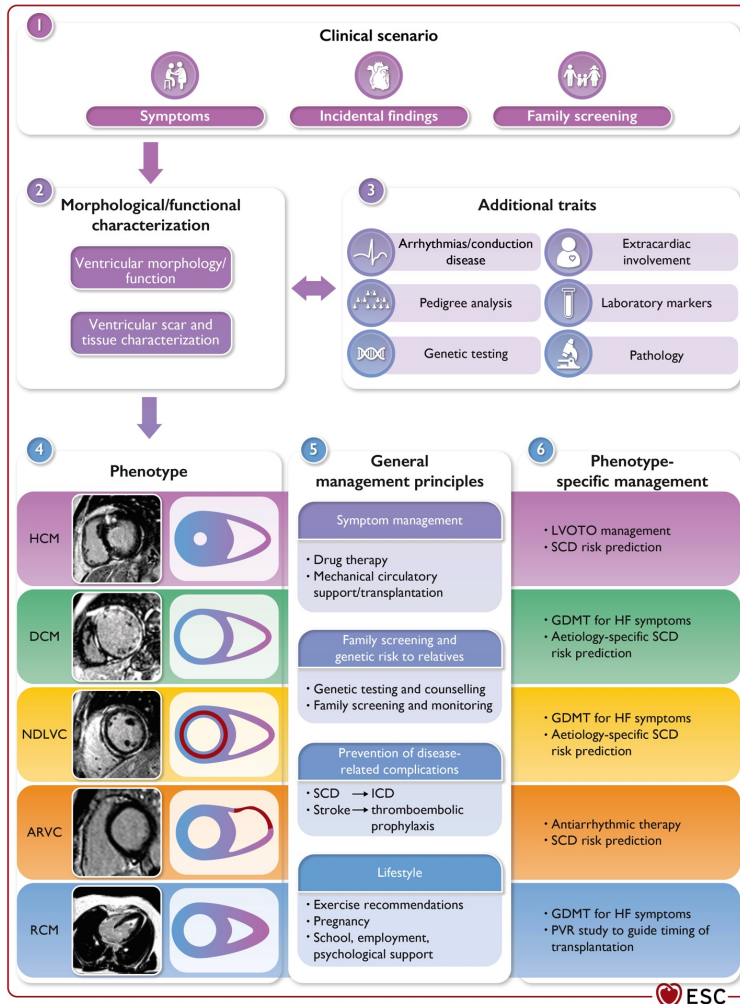 1
Clinical scenario
Symptoms
Incidental findings
Family screening
2
Morphological/functional
characterization
Ventricular morphology/
function
Ventricular scar and
tissue characterization
3
Additional traits
Arrhythmias/conduction
disease
Extracardiac
involvement
Pedigree analysis
Laboratory markers
Genetic testing
Pathology
4
Phenotype
HCM
DCM
NDLVC
ARVC
RCM
5
General
management principles
Symptom management
• Drug therapy
• Mechanical circulatory
support/transplantation
Family screening and
genetic risk to relatives
• Genetic testing and counselling
• Family screening and monitoring
Prevention of disease-
related complications
• SCD → ICD
• Stroke → thromboembolic
prophylaxis
Lifestyle
• Exercise recommendations
• Pregnancy
• School, employment,
psychological support
6
Phenotype-
specific management
• LVOTO management
• SCD risk prediction
• GDMT for HF symptoms
• Aetiology-specific SCD
risk prediction
• GDMT for HF symptoms
• Aetiology-specific SCD
risk prediction
• Antiarrhythmic therapy
• SCD risk prediction
• GDMT for HF symptoms
• PVR study to guide timing of
transplantation
ESC